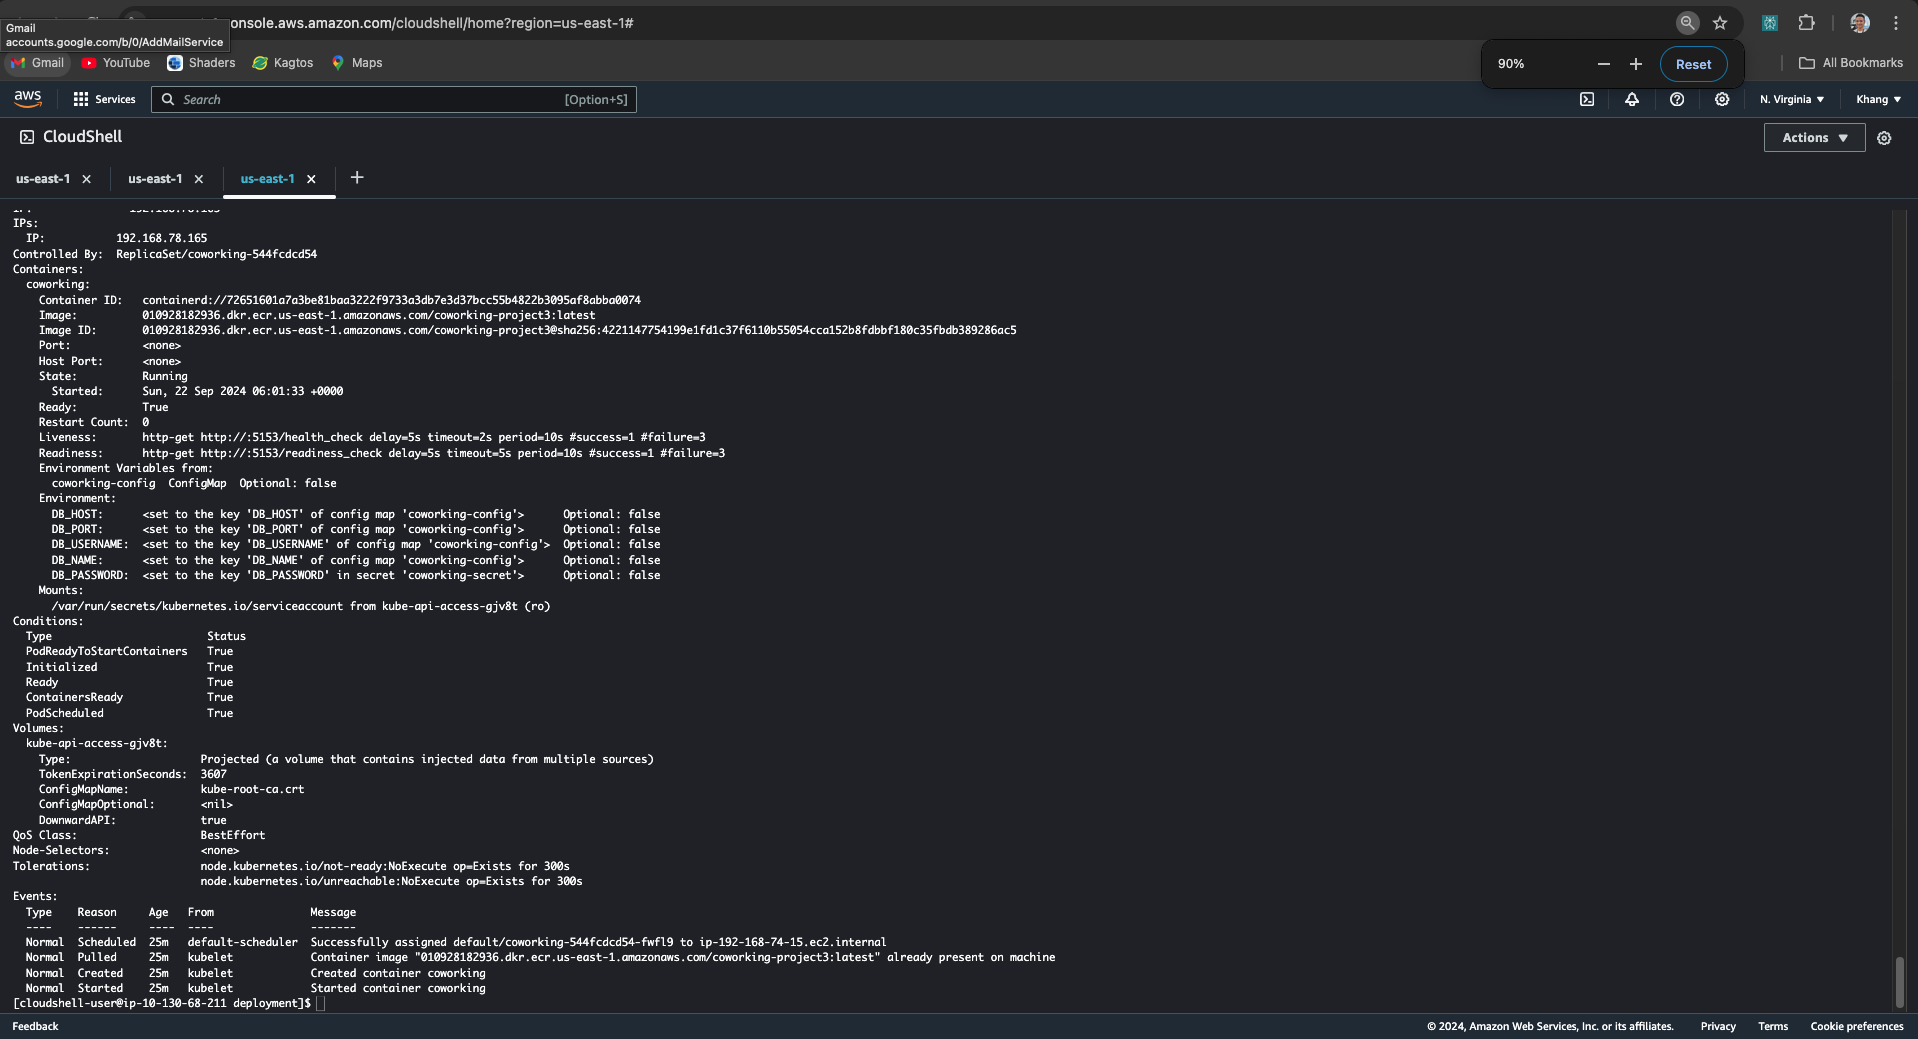 Gmail
accounts.google.com/b/0/AddMailService
console.aws.amazon.com/cloudshell/home?region=us-east-1#
Gmail YouTube Shaders Kagtos Maps
90% Reset
All Bookmarks
aws Services Search [Option+S] N. Virginia Khang
CloudShell
Actions
us-east-1 us-east-1 us-east-1
IPs:
IP: 192.168.78.165
Controlled By: ReplicaSet/coworking-544fcdcd54
Containers:
coworking:
Container ID: containerd://72651601a7a3be81baa3222f9733a3db7e3d37bcc55b4822b3095af8abba0074
Image: 010928182936.dkr.ecr.us-east-1.amazonaws.com/coworking-project3:latest
Image ID: 010928182936.dkr.ecr.us-east-1.amazonaws.com/coworking-project3@sha256:4221147754199e1fd1c37f6110b55054cca152b8fdbbf180c35fbdb389286ac5
Port: <none>
Host Port: <none>
State: Running
Started: Sun, 22 Sep 2024 06:01:33 +0000
Ready: True
Restart Count: 0
Liveness: http-get http://:5153/health_check delay=5s timeout=2s period=10s #success=1 #failure=3
Readiness: http-get http://:5153/readiness_check delay=5s timeout=5s period=10s #success=1 #failure=3
Environment Variables from:
coworking-config ConfigMap Optional: false
Environment:
DB_HOST: <set to the key 'DB_HOST' of config map 'coworking-config'> Optional: false
DB_PORT: <set to the key 'DB_PORT' of config map 'coworking-config'> Optional: false
DB_USERNAME: <set to the key 'DB_USERNAME' of config map 'coworking-config'> Optional: false
DB_NAME: <set to the key 'DB_NAME' of config map 'coworking-config'> Optional: false
DB_PASSWORD: <set to the key 'DB_PASSWORD' in secret 'coworking-secret'> Optional: false
Mounts:
/var/run/secrets/kubernetes.io/serviceaccount from kube-api-access-gjv8t (ro)
Conditions:
Type Status
PodReadyToStartContainers True
Initialized True
Ready True
ContainersReady True
PodScheduled True
Volumes:
kube-api-access-gjv8t:
Type: Projected (a volume that contains injected data from multiple sources)
TokenExpirationSeconds: 3607
ConfigMapName: kube-root-ca.crt
ConfigMapOptional: <nil>
DownwardAPI: true
QoS Class: BestEffort
Node-Selectors: <none>
Tolerations: node.kubernetes.io/not-ready:NoExecute op=Exists for 300s
node.kubernetes.io/unreachable:NoExecute op=Exists for 300s
Events:
Type Reason Age From Message
---- ------ ---- ---- -------
Normal Scheduled 25m default-scheduler Successfully assigned default/coworking-544fcdcd54-fwfl9 to ip-192-168-74-15.ec2.internal
Normal Pulled 25m kubelet Container image "010928182936.dkr.ecr.us-east-1.amazonaws.com/coworking-project3:latest" already present on machine
Normal Created 25m kubelet Created container coworking
Normal Started 25m kubelet Started container coworking
[cloudshell-user@ip-10-130-68-211 deployment]$
Feedback © 2024, Amazon Web Services, Inc. or its affiliates. Privacy Terms Cookie preferences